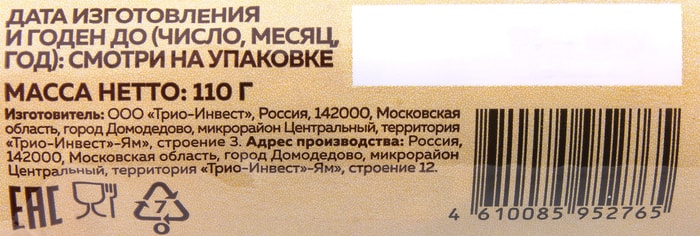 ДАТА ИЗГОТОВЛЕНИЯ
И ГОДЕН ДО (ЧИСЛО, МЕСЯЦ,
ГОД): СМОТРИ НА УПАКОВКЕ
МАССА НЕТТО: 110 Г
Изготовитель: ООО «Трио-Инвест», Россия, 142000, Московская
область, город Домодедово, микрорайон Центральный, территория
«Трио-Инвест»-Ям», строение 3. Адрес производства: Россия,
142000, Московская область, город Домодедово, микрорайон
Центральный, территория «Трио-Инвест-Ям», строение 12.
EAC
7
4 610085 952765